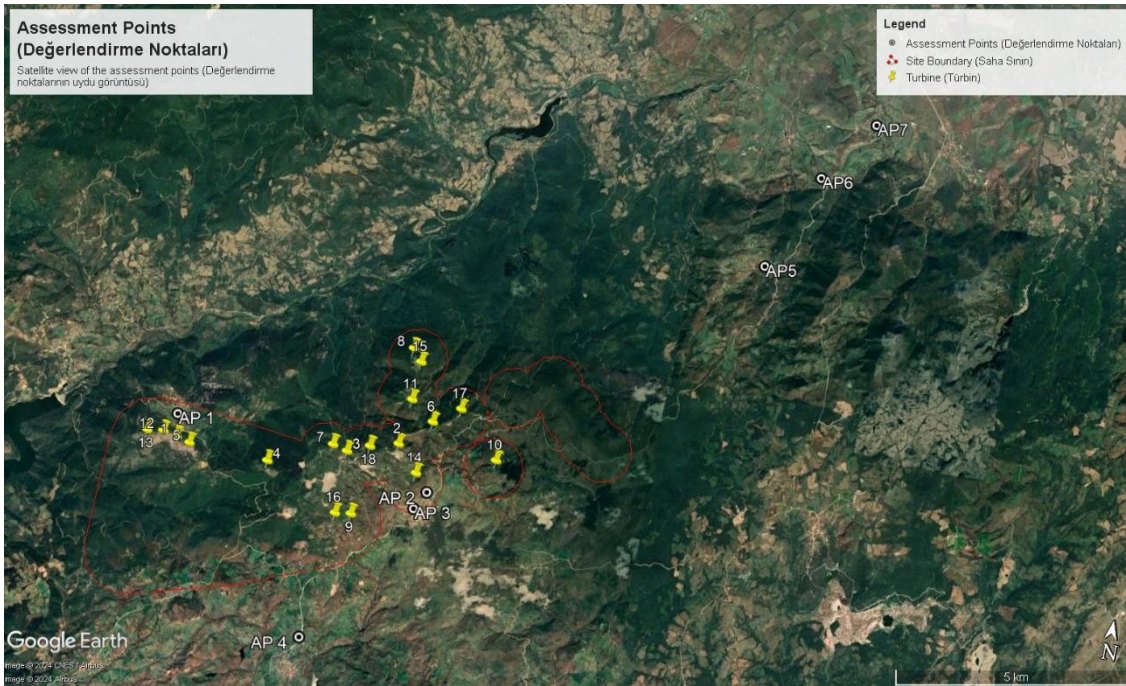 Assessment Points
(Değerlendirme Noktaları)
Satellite view of the assessment points (Değerlendirme
noktalarının uydu görüntüsü)
Legend
Assessment Points (Değerlendirme Noktaları)
Site Boundary (Saha Sınırı)
Turbine (Türbin)
AP7
AP6
AP5
8
15
11
17
6
AP 1
12
1
13
5
7
3
2
18
4
10
14
AP 2
16
AP 3
9
AP 4
Google Earth
Image © 2024 CNES / Airbus
Image © 2024 Airbus
N
5 km